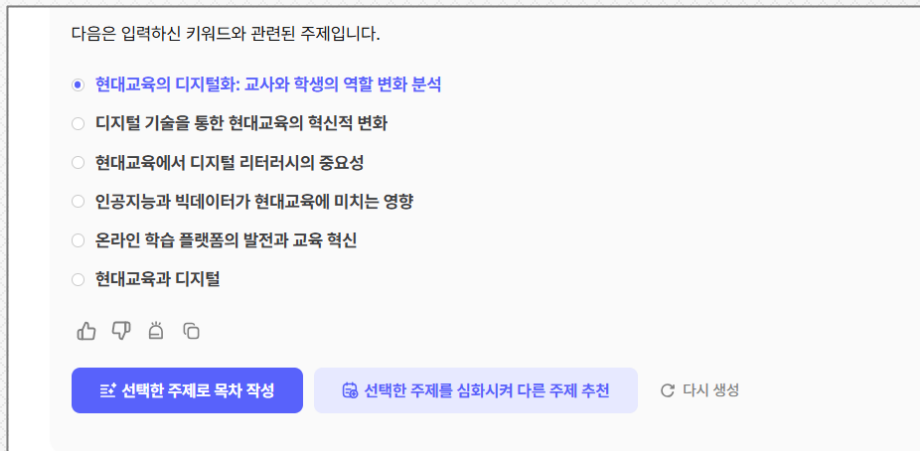 다음은 입력하신 키워드와 관련된 주제입니다.
현대교육의 디지털화: 교사와 학생의 역할 변화 분석
디지털 기술을 통한 현대교육의 혁신적 변화
현대교육에서 디지털 리터러시의 중요성
인공지능과 빅데이터가 현대교육에 미치는 영향
온라인 학습 플랫폼의 발전과 교육 혁신
현대교육과 디지털
선택한 주제로 목차 작성
선택한 주제를 심화시켜 다른 주제 추천
다시 생성